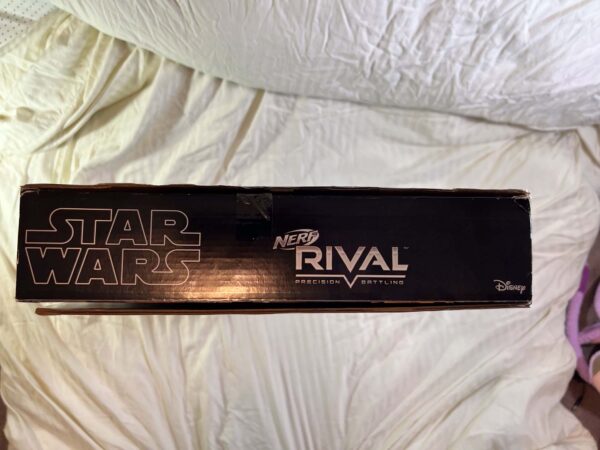 STAR
WARS
NERF
RIVAL
PRECISION BATTLING
Disney